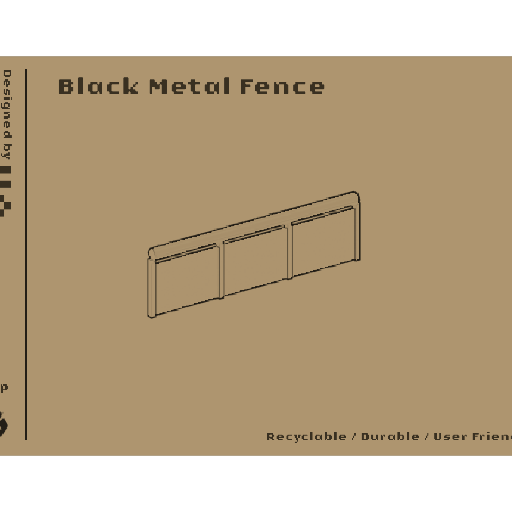 Black Metal Fence
Designed by
p
Recyclable / Durable / User Frien